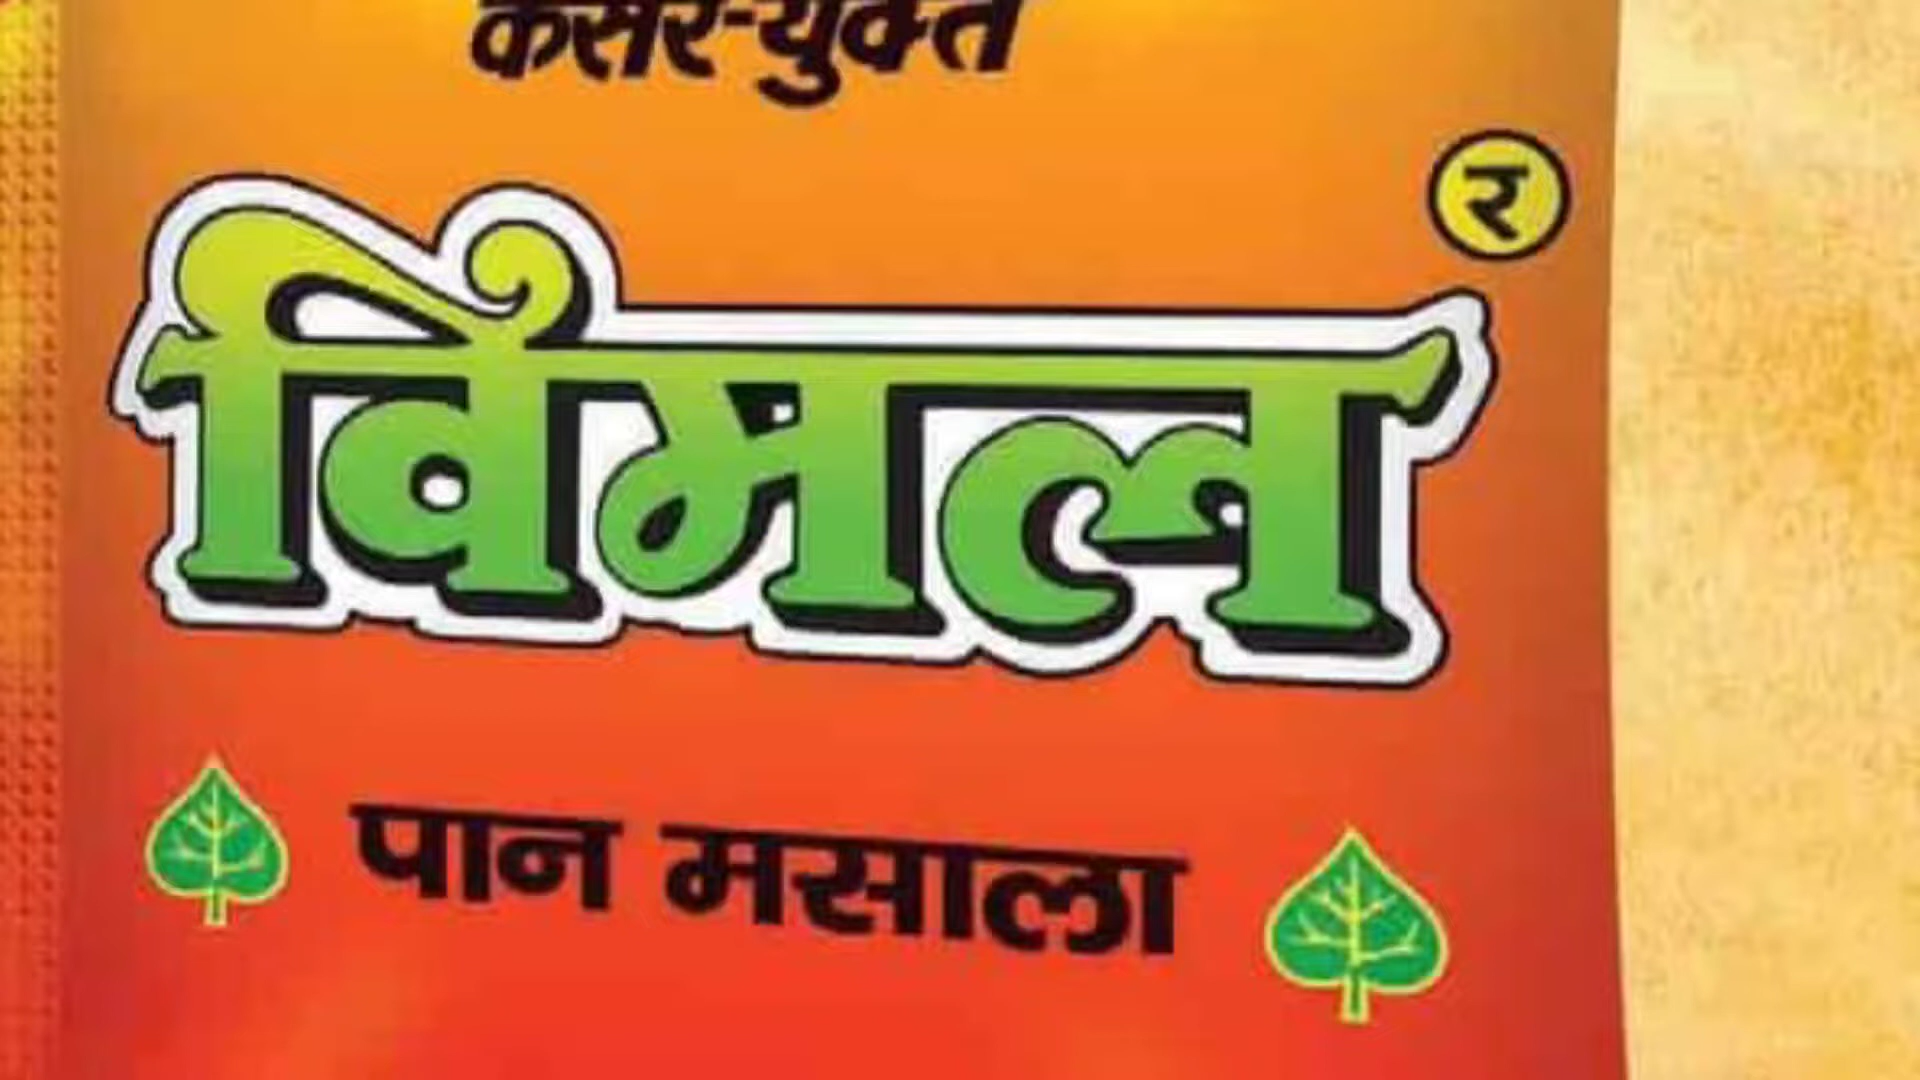 केसर-युक्त
र
विमल
पान मसाला